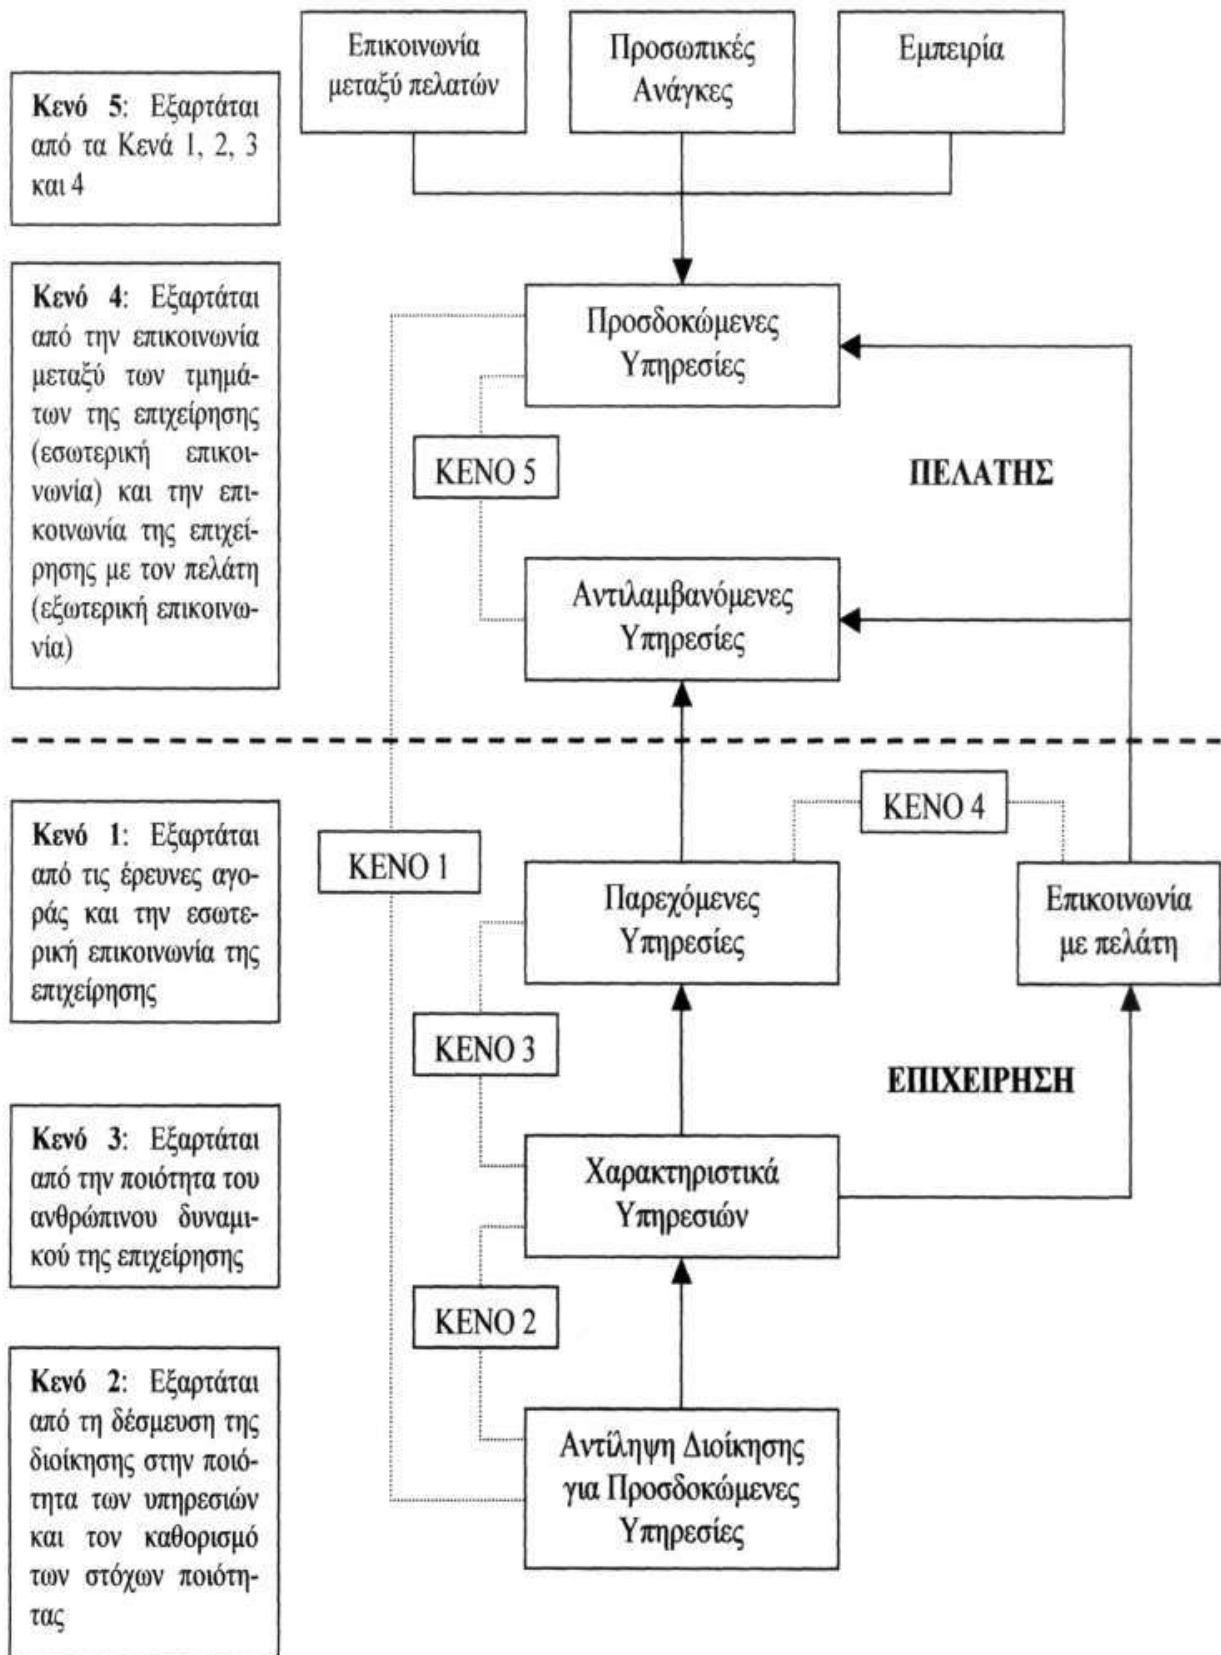 Επικοινωνία
μεταξύ πελατών
Προσωπικές
Ανάγκες
Εμπειρία
Κενό 5: Εξαρτάται
από τα Κενά 1, 2, 3
και 4
Κενό 4: Εξαρτάται
από την επικοινωνία
μεταξύ των τμημά-
των της επιχείρησης
(εσωτερική επικοι-
νωνία) και την επι-
κοινωνία της επιχεί-
ρησης με τον πελάτη
(εξωτερική επικοινω-
νία)
Προσδοκώμενες
Υπηρεσίες
ΚΕΝΟ 5
ΠΕΛΑΤΗΣ
Αντιλαμβανόμενες
Υπηρεσίες
Κενό 1: Εξαρτάται
από τις έρευνες αγο-
ράς και την εσωτε-
ρική επικοινωνία της
επιχείρησης
ΚΕΝΟ 1
ΚΕΝΟ 4
Παρεχόμενες
Υπηρεσίες
Επικοινωνία
με πελάτη
ΚΕΝΟ 3
ΕΠΙΧΕΙΡΗΣΗ
Κενό 3: Εξαρτάται
από την ποιότητα του
ανθρώπινου δυναμι-
κού της επιχείρησης
Χαρακτηριστικά
Υπηρεσιών
ΚΕΝΟ 2
Κενό 2: Εξαρτάται
από τη δέσμευση της
διοίκησης στην ποιό-
τητα των υπηρεσιών
και τον καθορισμό
των στόχων ποιότη-
τας
Αντίληψη Διοίκησης
για Προσδοκώμενες
Υπηρεσίες